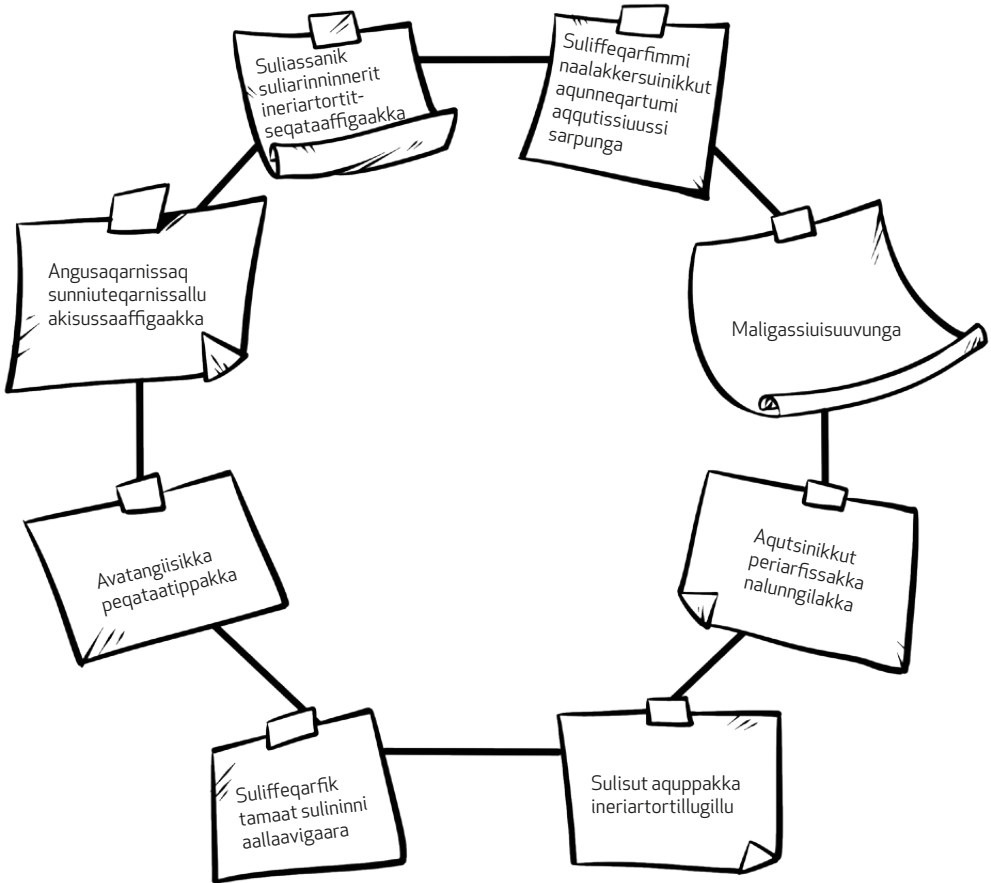 Suliassanik
suliarinninnerit
ineriartortit-
seqataaffigaakka
Suliffeqarfimmi
naalakkersuinikkut
aqunneqartumi
aqqutissiuussi
sarpunga
Angusaqarnissaq
sunniuteqarnissallu
akisussaaffigaakka
Maligassiuisuuvunga
Avatangiisikka
peqataatippakka
Aqutsinikkut
periarfissakka
nalunngilakka
Suliffeqarfik
tamaat sulininni
aallaavigaara
Sulisut aquppakka
ineriartortillugillu